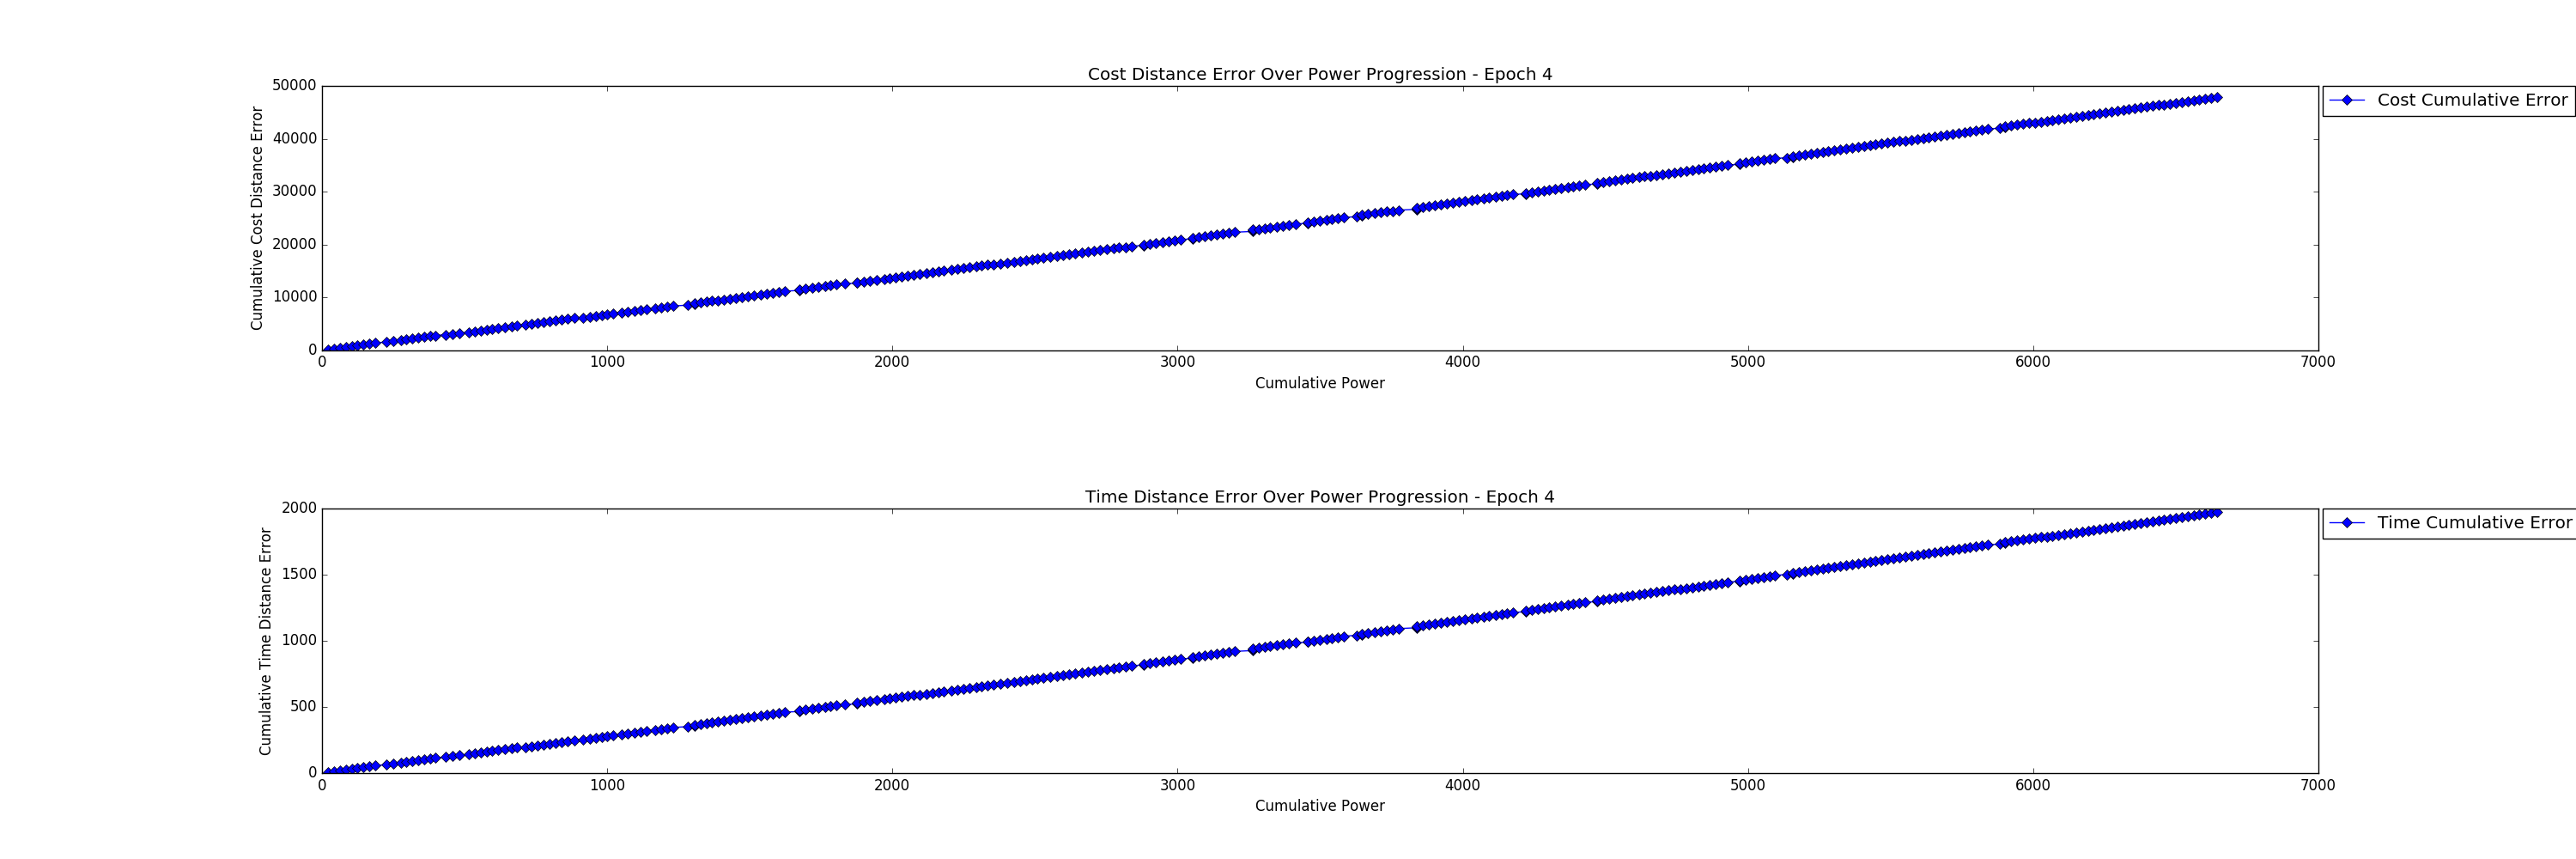 Cost Distance Error Over Power Progression - Epoch 4
50000
40000
30000
20000
10000
0
Cumulative Cost Distance Error
0 1000 2000 3000 4000 5000 6000 7000
Cumulative Power
Cost Cumulative Error
Time Distance Error Over Power Progression - Epoch 4
2000
1500
1000
500
0
Cumulative Time Distance Error
0 1000 2000 3000 4000 5000 6000 7000
Cumulative Power
Time Cumulative Error